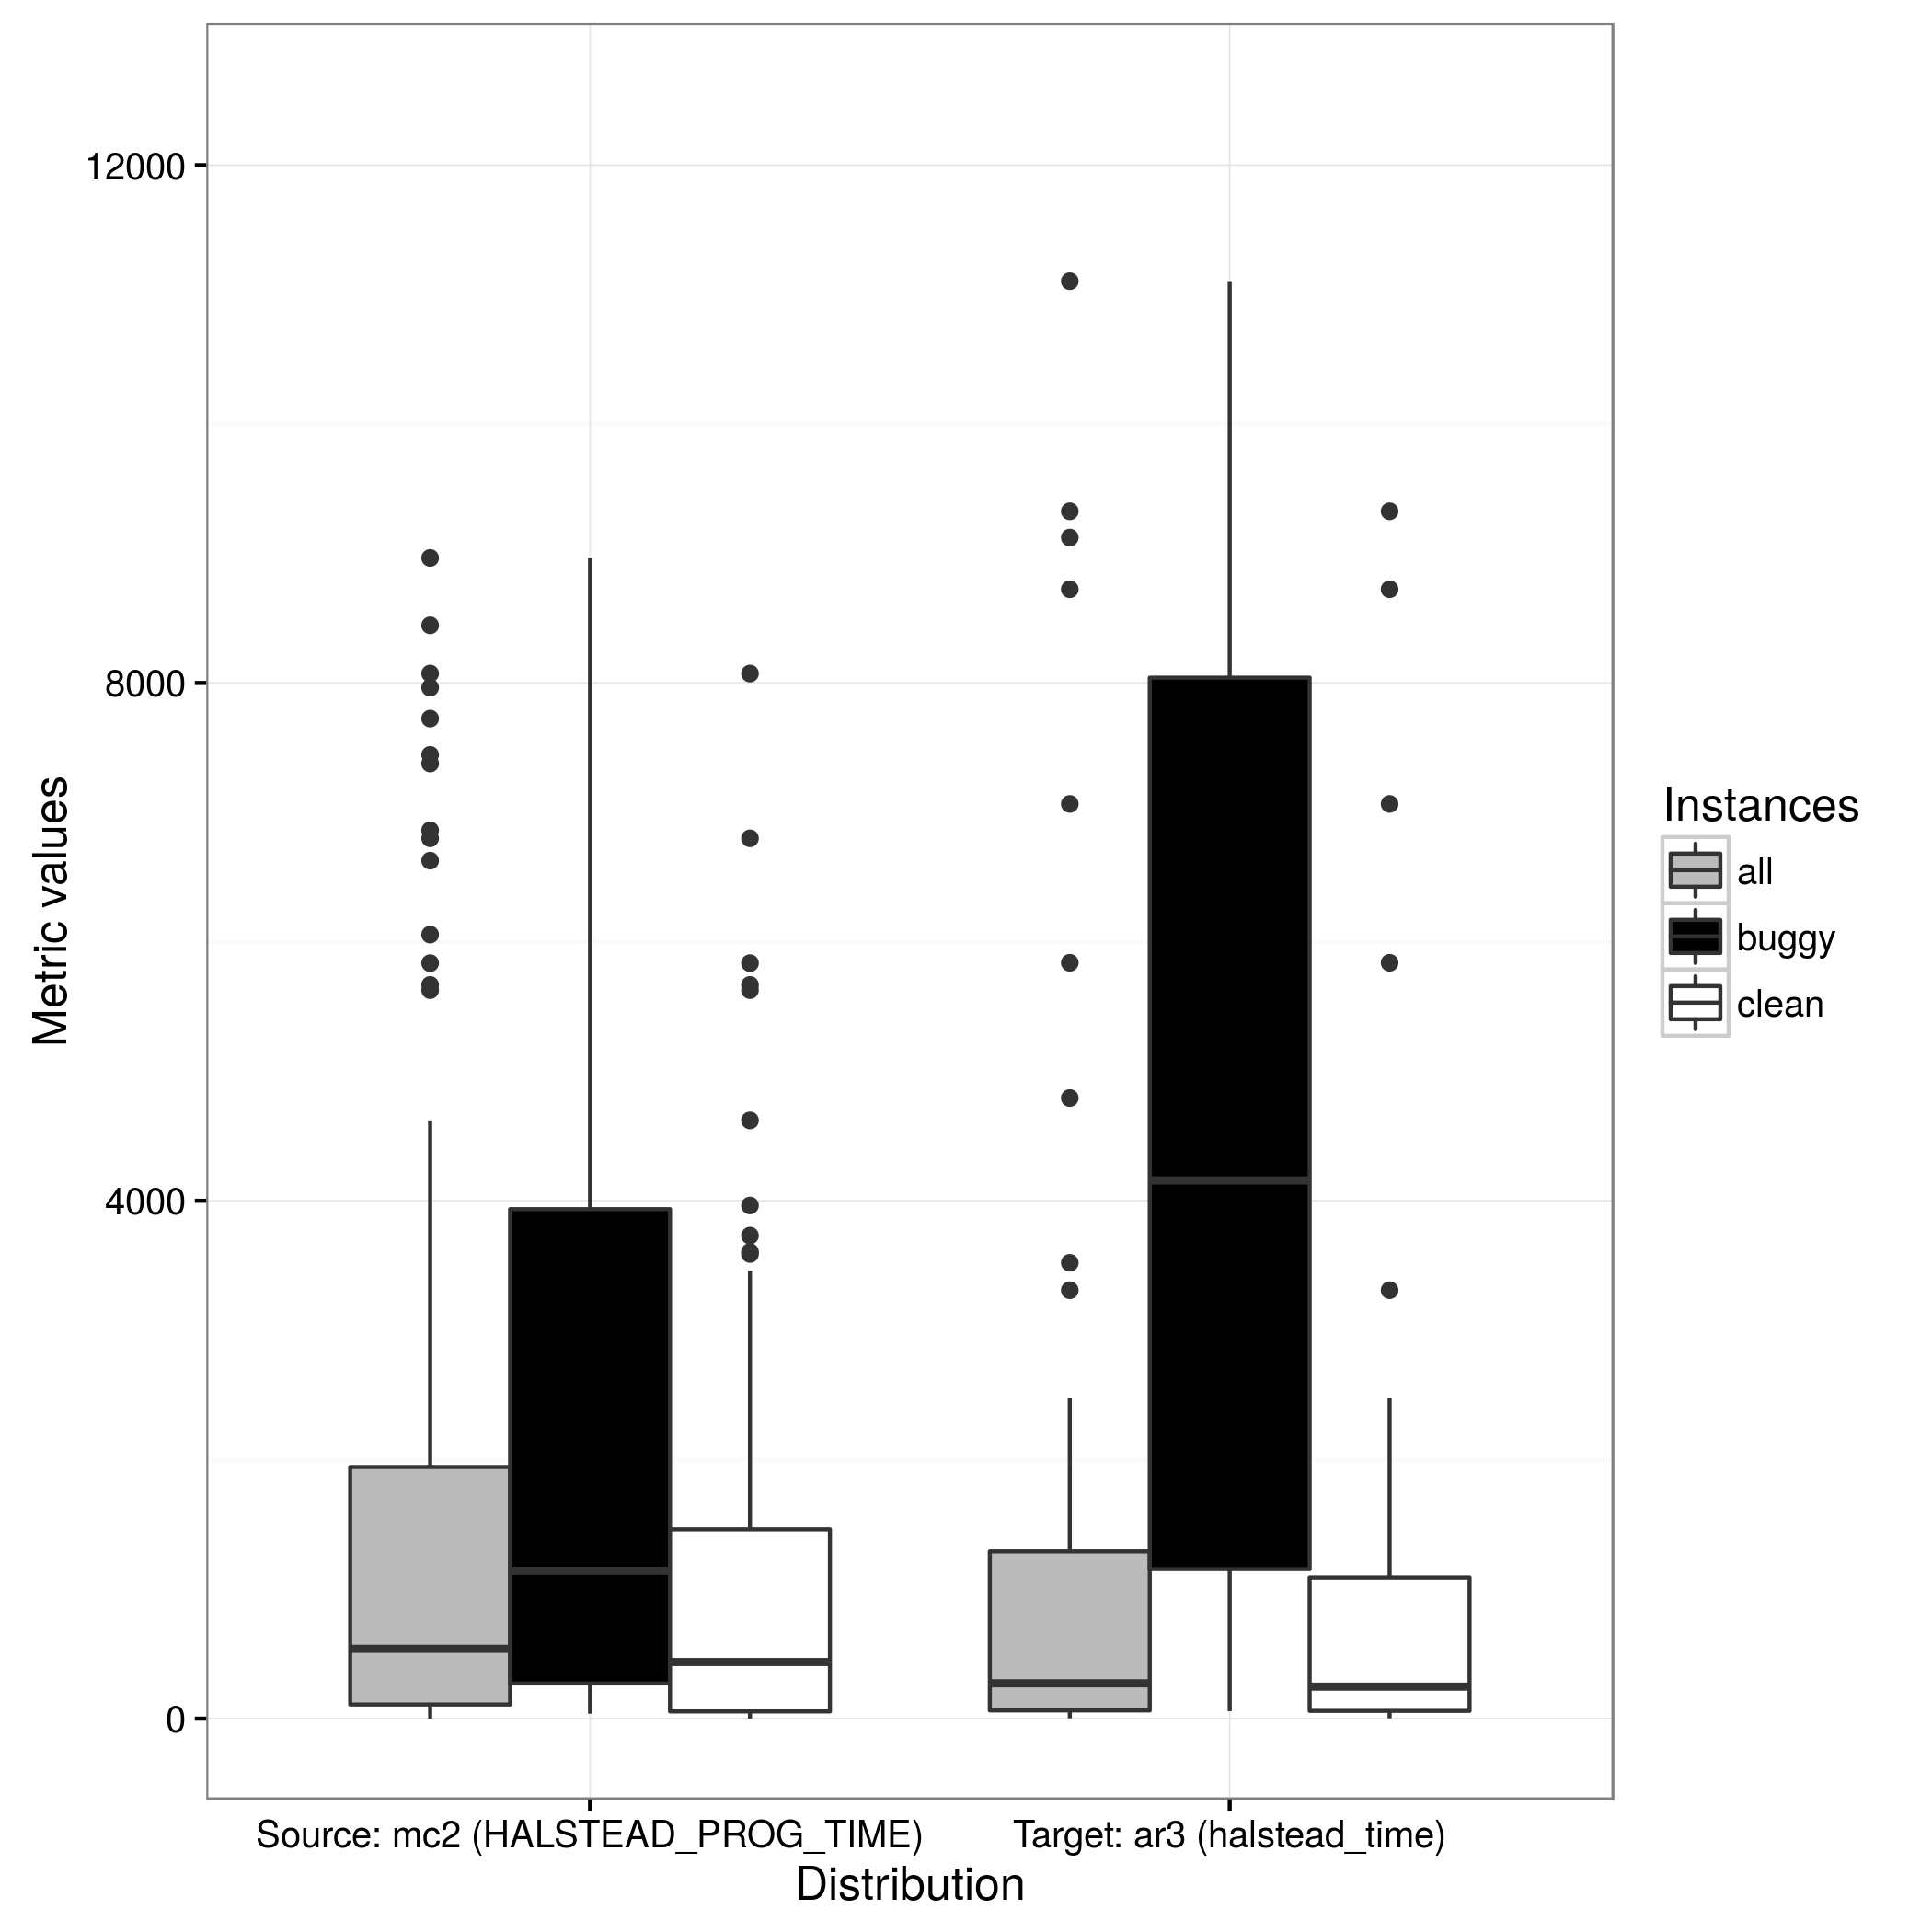 12000
8000
4000
0
Metric values
Source: mc2 (HALSTEAD_PROG_TIME)
Target: ar3 (halstead_time)
Distribution
Instances
all
buggy
clean